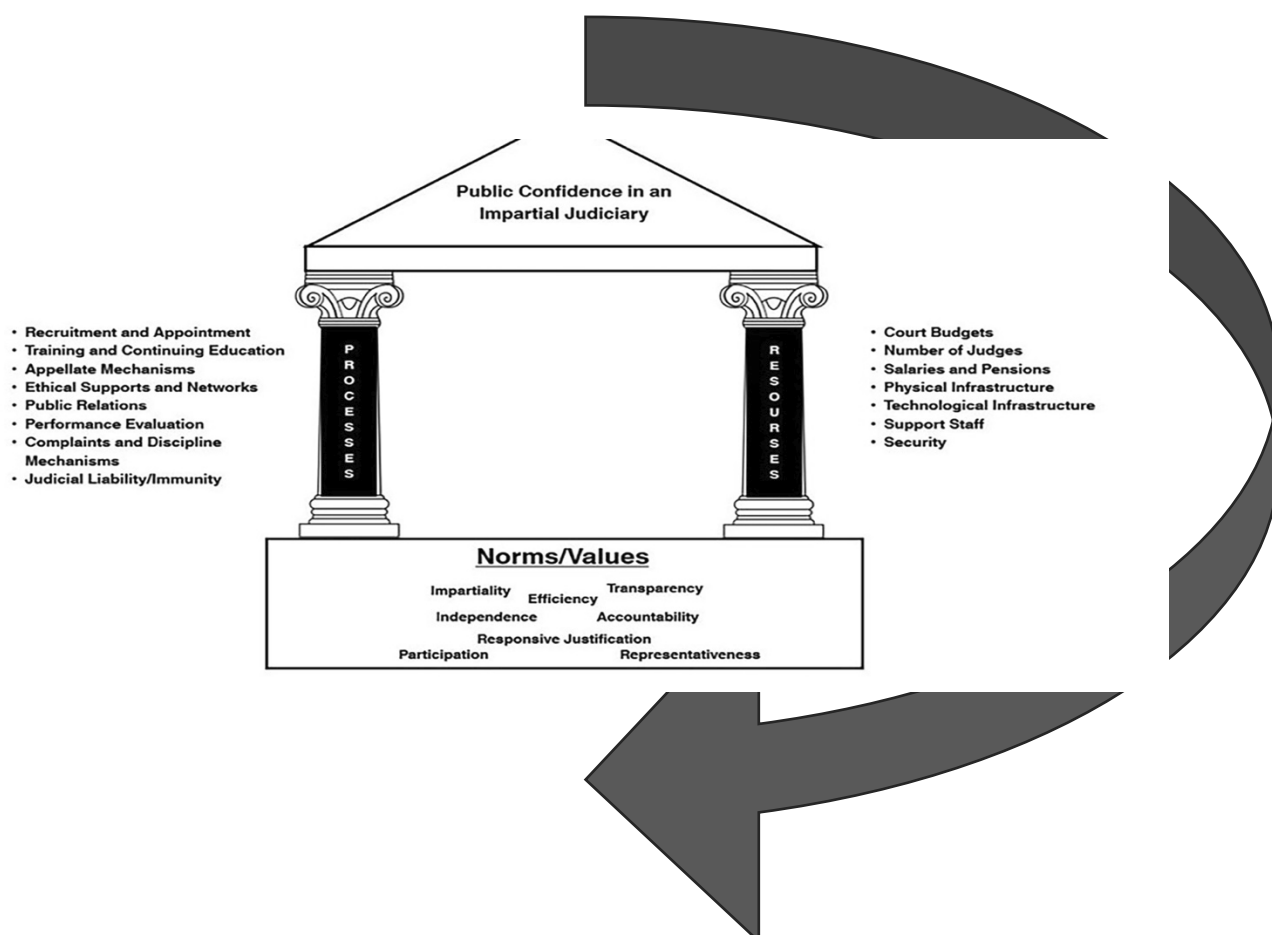 Public Confidence in an
Impartial Judiciary
• Recruitment and Appointment
• Training and Continuing Education
• Appellate Mechanisms
• Ethical Supports and Networks
• Public Relations
• Performance Evaluation
• Complaints and Discipline
Mechanisms
• Judicial Liability/Immunity
PROCESSES
RESOURSES
• Court Budgets
• Number of Judges
• Salaries and Pensions
• Physical Infrastructure
• Technological Infrastructure
• Support Staff
• Security
Norms/Values
Impartiality Efficiency Transparency
Independence Accountability
Responsive Justification
Participation Representativeness